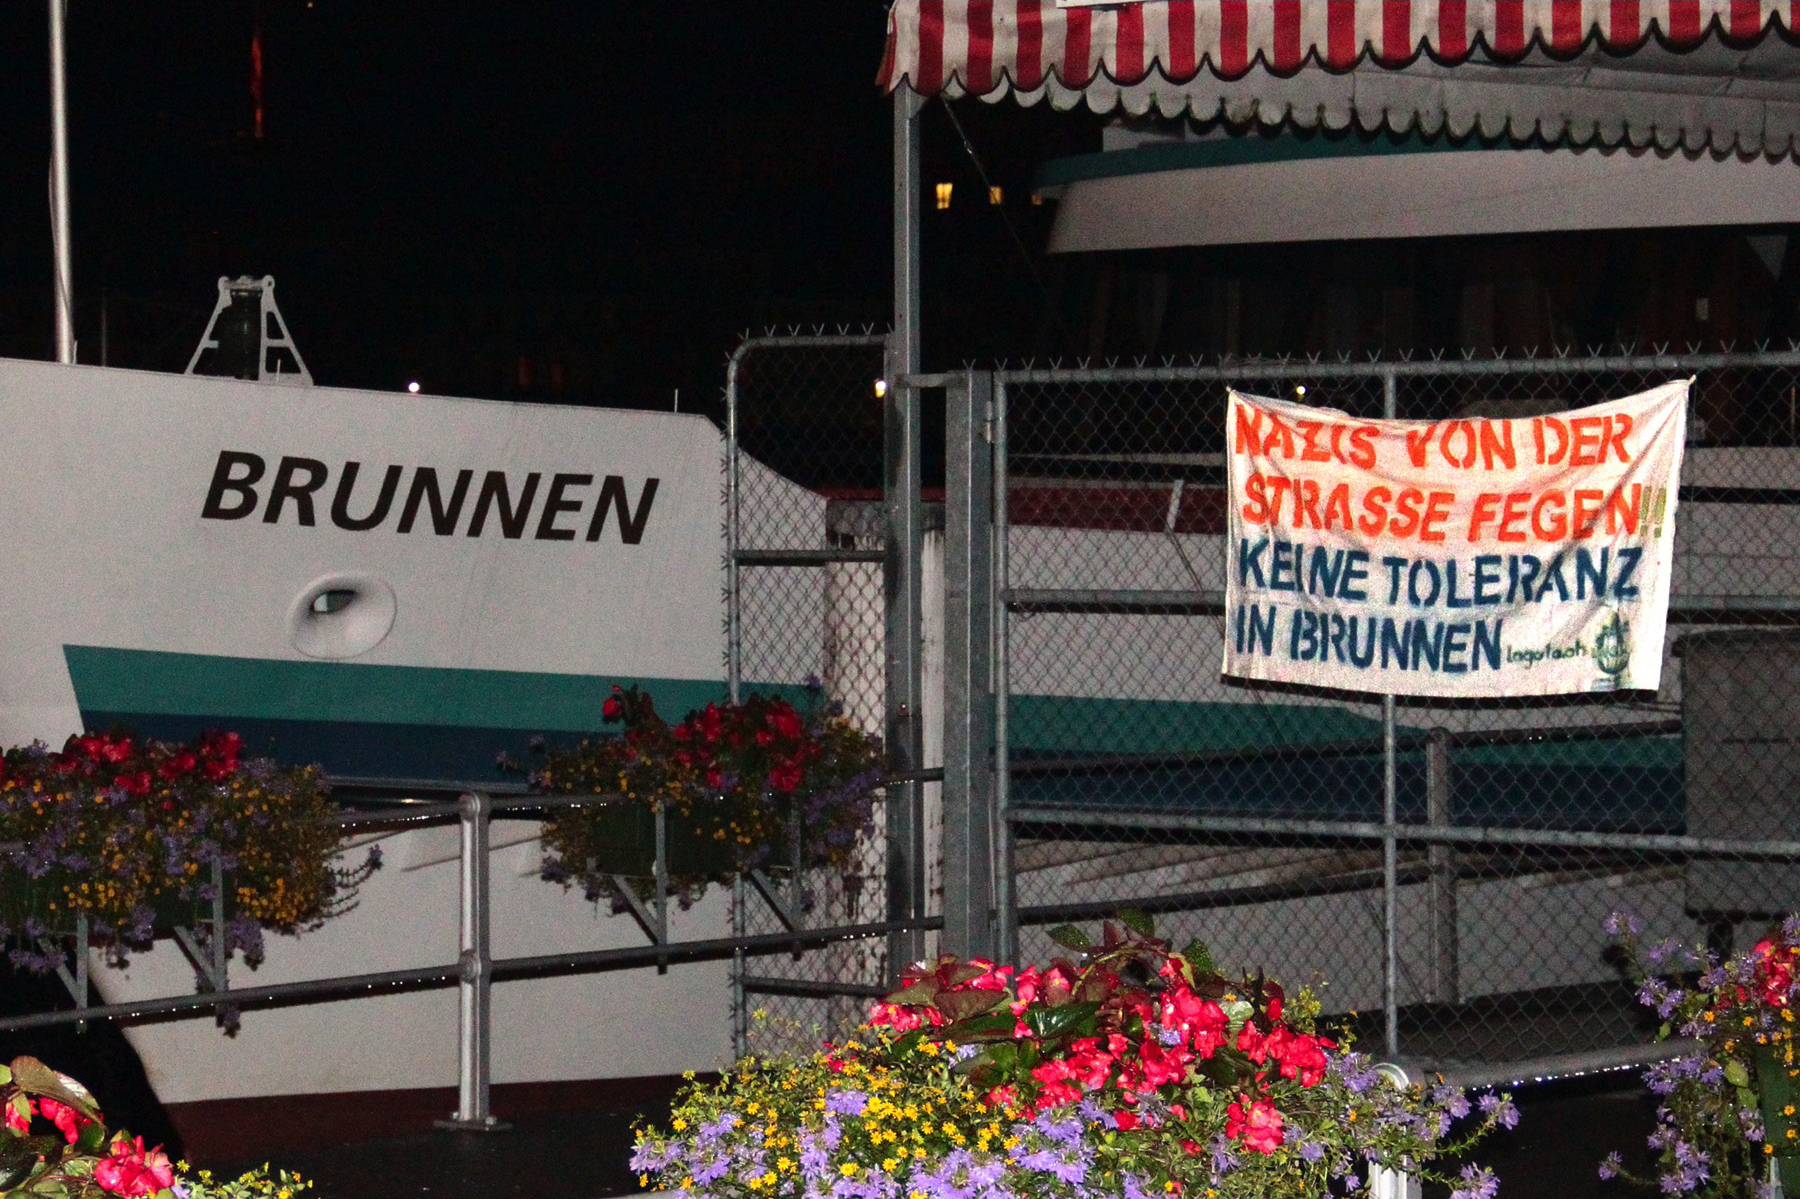 BRUNNEN
NAZIS VON DER
STRASSE FEGEN!!
KEINE TOLERANZ
IN BRUNNEN